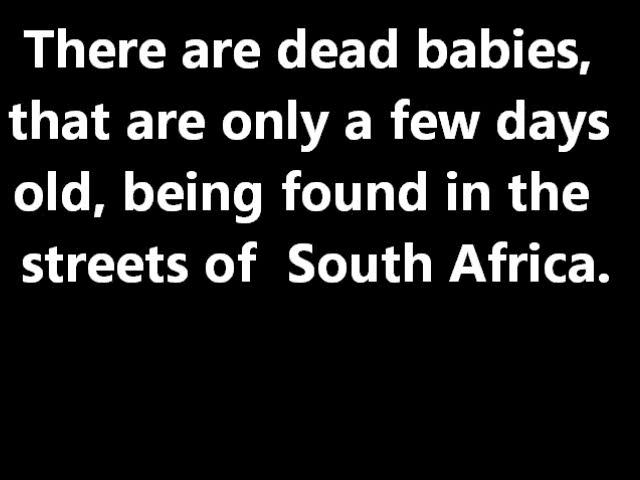 There are dead babies,
that are only a few days
old, being found in the
streets of  South Africa.